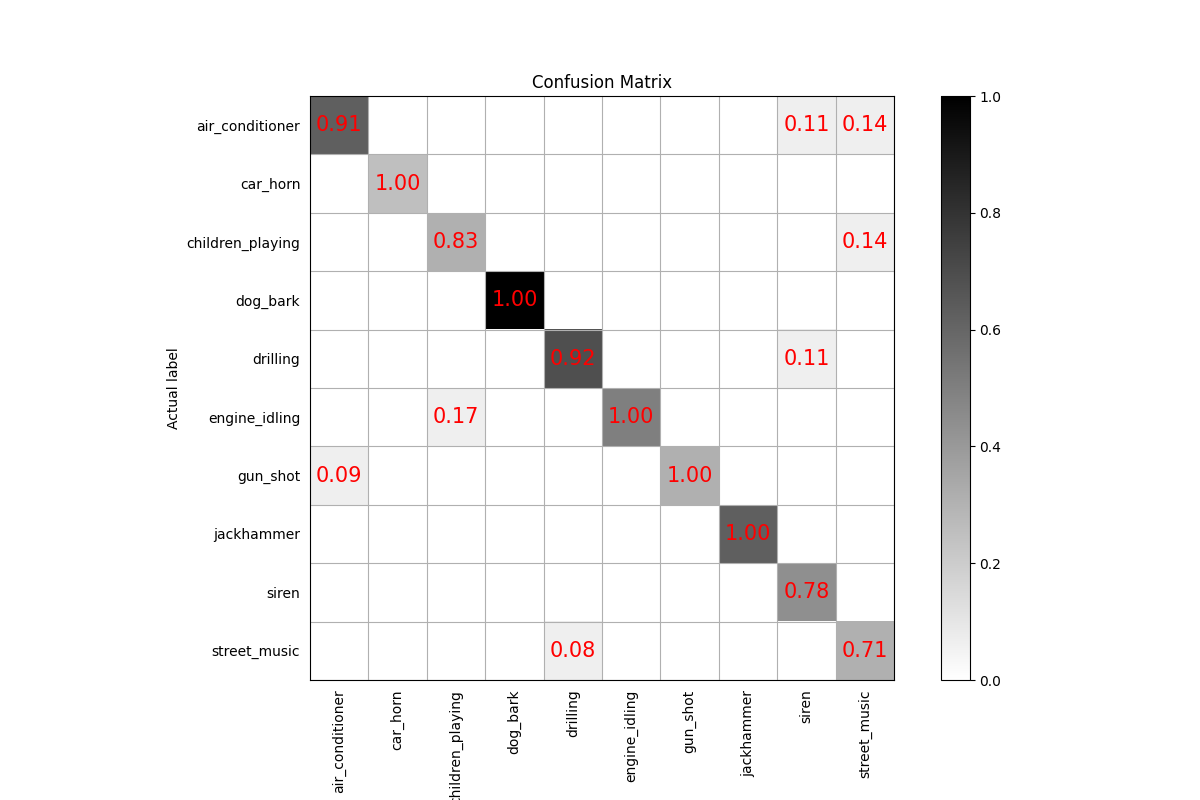 Confusion Matrix
air_conditioner 0.91 0.11 0.14
car_horn 1.00
children_playing 0.83 0.14
dog_bark 1.00
drilling 0.92 0.11
engine_idling 0.17 1.00
gun_shot 0.09 1.00
jackhammer 1.00
siren 0.78
street_music 0.08 0.71
Actual label
air_conditioner
car_horn
hildren_playing
dog_bark
drilling
engine_idling
gun_shot
jackhammer
siren
street_music
1.0
0.8
0.6
0.4
0.2
0.0